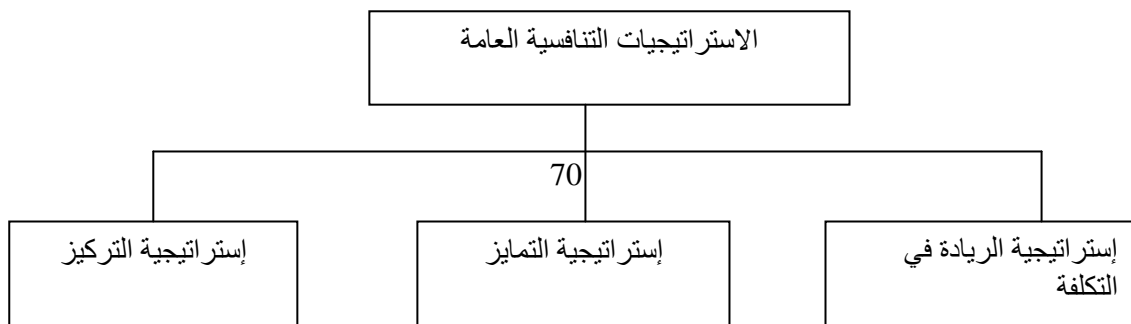 الاستراتيجيات التنافسية العامة
70
إستراتيجية الريادة في
التكلفة
إستراتيجية التمايز
إستراتيجية التركيز